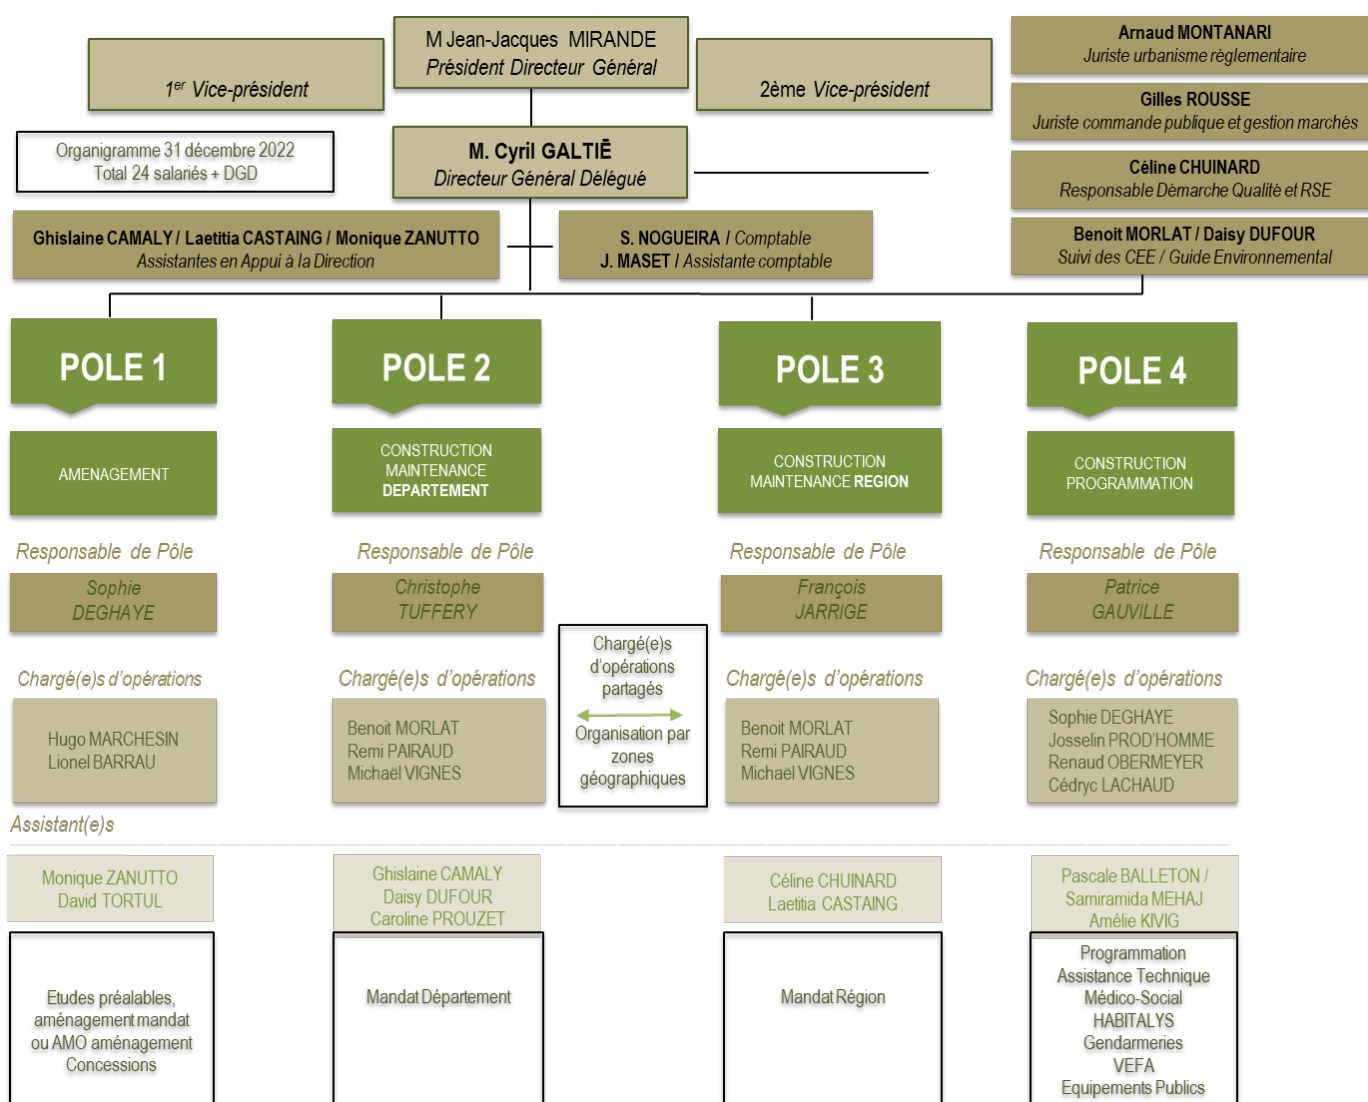 M Jean-Jacques MIRANDE
Président Directeur Général
1er Vice-président
2ème Vice-président
Arnaud MONTANARI
Juriste urbanisme règlementaire
Gilles ROUSSE
Juriste commande publique et gestion marchés
Organigramme 31 décembre 2022
Total 24 salariés + DGD
M. Cyril GALTIĒ
Directeur Général Délégué
Céline CHUINARD
Responsable Démarche Qualité et RSE
Ghislaine CAMALY / Laetitia CASTAING / Monique ZANUTTO
Assistantes en Appui à la Direction
S. NOGUEIRA / Comptable
J. MASET / Assistante comptable
Benoit MORLAT / Daisy DUFOUR
Suivi des CEE / Guide Environnemental
POLE 1
POLE 2
POLE 3
POLE 4
AMENAGEMENT
CONSTRUCTION
MAINTENANCE
DEPARTEMENT
CONSTRUCTION
MAINTENANCE REGION
CONSTRUCTION
PROGRAMMATION
Responsable de Pôle
Responsable de Pôle
Responsable de Pôle
Responsable de Pôle
Sophie
DEGHAYE
Christophe
TUFFERY
François
JARRIGE
Patrice
GAUVILLE
Chargé(e)s
d'opérations
partagés
Organisation par
zones
géographiques
Chargé(e)s d'opérations
Chargé(e)s d'opérations
Chargé(e)s d'opérations
Chargé(e)s d'opérations
Hugo MARCHESIN
Lionel BARRAU
Benoit MORLAT
Remi PAIRAUD
Michaël VIGNES
Benoit MORLAT
Remi PAIRAUD
Michaël VIGNES
Sophie DEGHAYE
Josselin PROD'HOMME
Renaud OBERMEYER
Cédryc LACHAUD
Assistant(e)s
Monique ZANUTTO
David TORTUL
Ghislaine CAMALY
Daisy DUFOUR
Caroline PROUZET
Céline CHUINARD
Laetitia CASTAING
Pascale BALLETON /
Samiramida MEHAJ
Amélie KIVIG
Etudes préalables,
aménagement mandat
ou AMO aménagement
Concessions
Mandat Département
Mandat Région
Programmation
Assistance Technique
Médico-Social
HABITALYS
Gendarmeries
VEFA
Equipements Publics